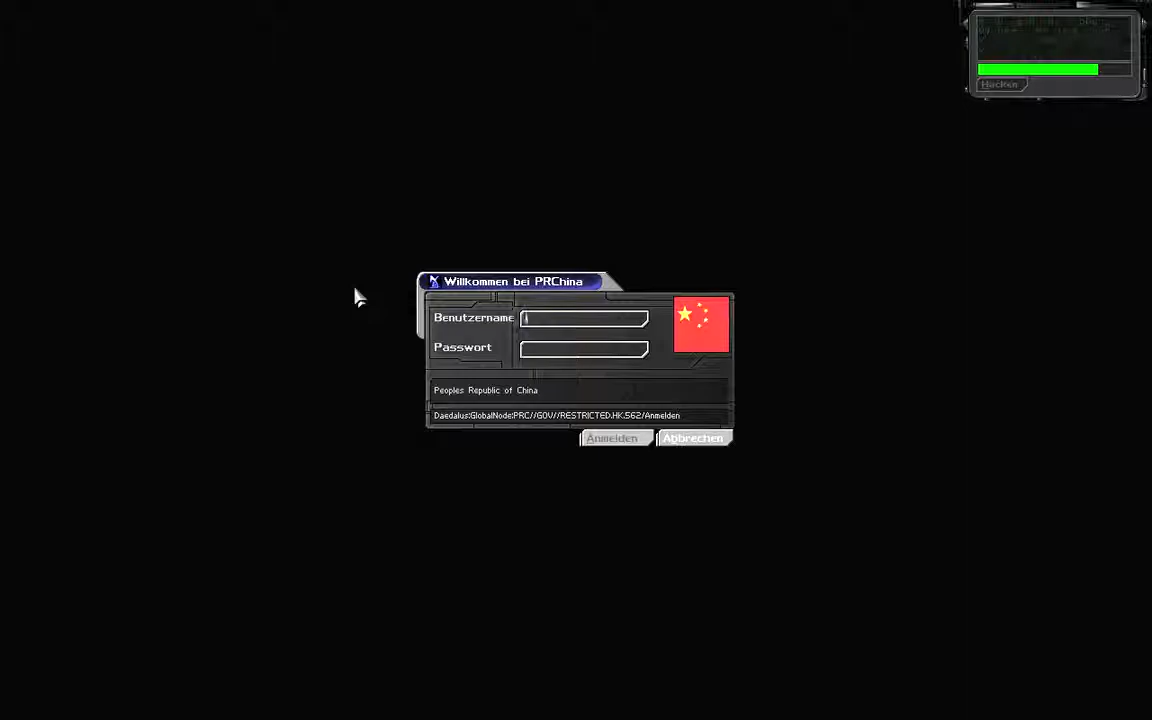 Hacken
Willkommen bei PRChina
Benutzername
Passwort
Peoples Republic of China
Daedalus:GlobalNode:PRC//GOV//RESTRICTED.HK.562/Anmelden
Anmelden
Abbrechen